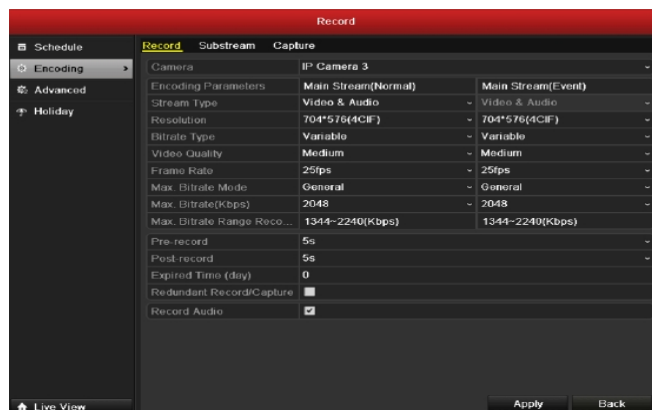 Record
Schedule
Encoding
Advanced
Holiday
Record Substream Capture
Camera IP Camera 3
Encoding Parameters Main Stream(Normal) Main Stream(Event)
Stream Type Video & Audio Video & Audio
Resolution 704*576(4CIF) 704*576(4CIF)
Bitrate Type Variable Variable
Video Quality Medium Medium
Frame Rate 25fps 25fps
Max. Bitrate Mode General General
Max. Bitrate(Kbps) 2048 2048
Max. Bitrate Range Reco... 1344~2240(Kbps) 1344~2240(Kbps)
Pre-record 5s
Post-record 5s
Expired Time (day) 0
Redundant Record/Capture
Record Audio
Live View Apply Back